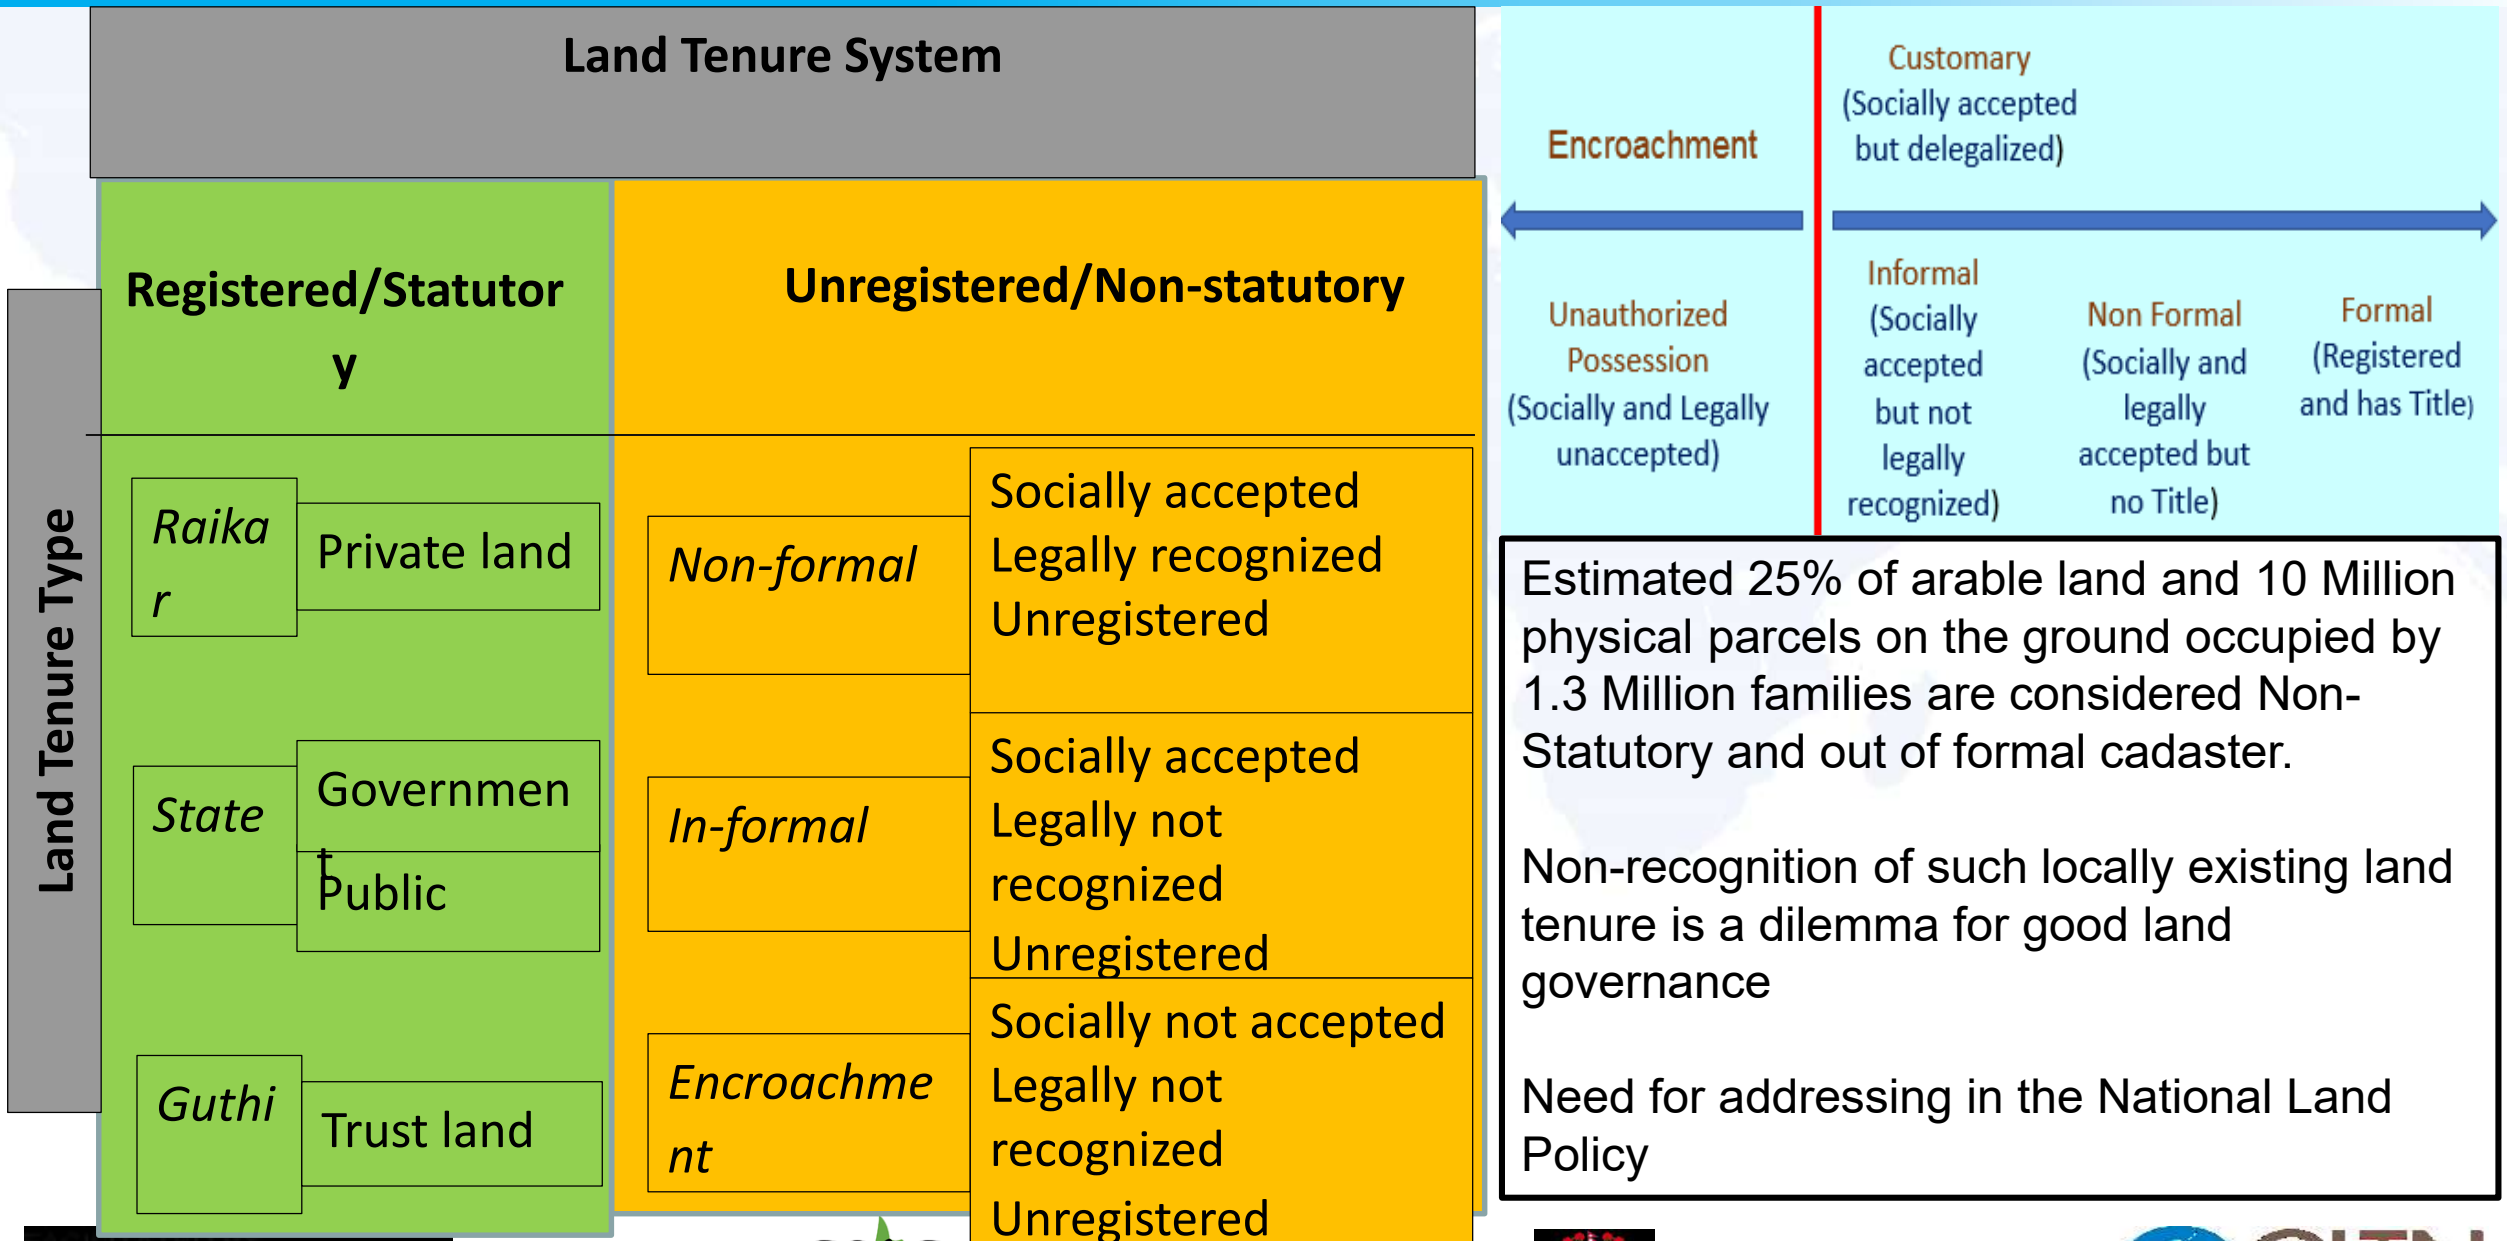 Land Tenure System
Land Tenure Type
Registered/Statutor
y
Raika
r
Private land
State
Governmen
t
Public
Guthi
Trust land
Unregistered/Non-statutory
Non-formal
Socially accepted
Legally recognized
Unregistered
In-formal
Socially accepted
Legally not
recognized
Unregistered
Encroachme
nt
Socially not accepted
Legally not
recognized
Unregistered
Encroachment
Customary
(Socially accepted
but delegalized)
Unauthorized
Possession
(Socially and Legally
unaccepted)
Informal
(Socially
accepted
but not
legally
recognized)
Non Formal
(Socially and
legally
accepted but
no Title)
Formal
(Registered
and has Title)
Estimated 25% of arable land and 10 Million
physical parcels on the ground occupied by
1.3 Million families are considered Non-
Statutory and out of formal cadaster.
Non-recognition of such locally existing land
tenure is a dilemma for good land
governance
Need for addressing in the National Land
Policy